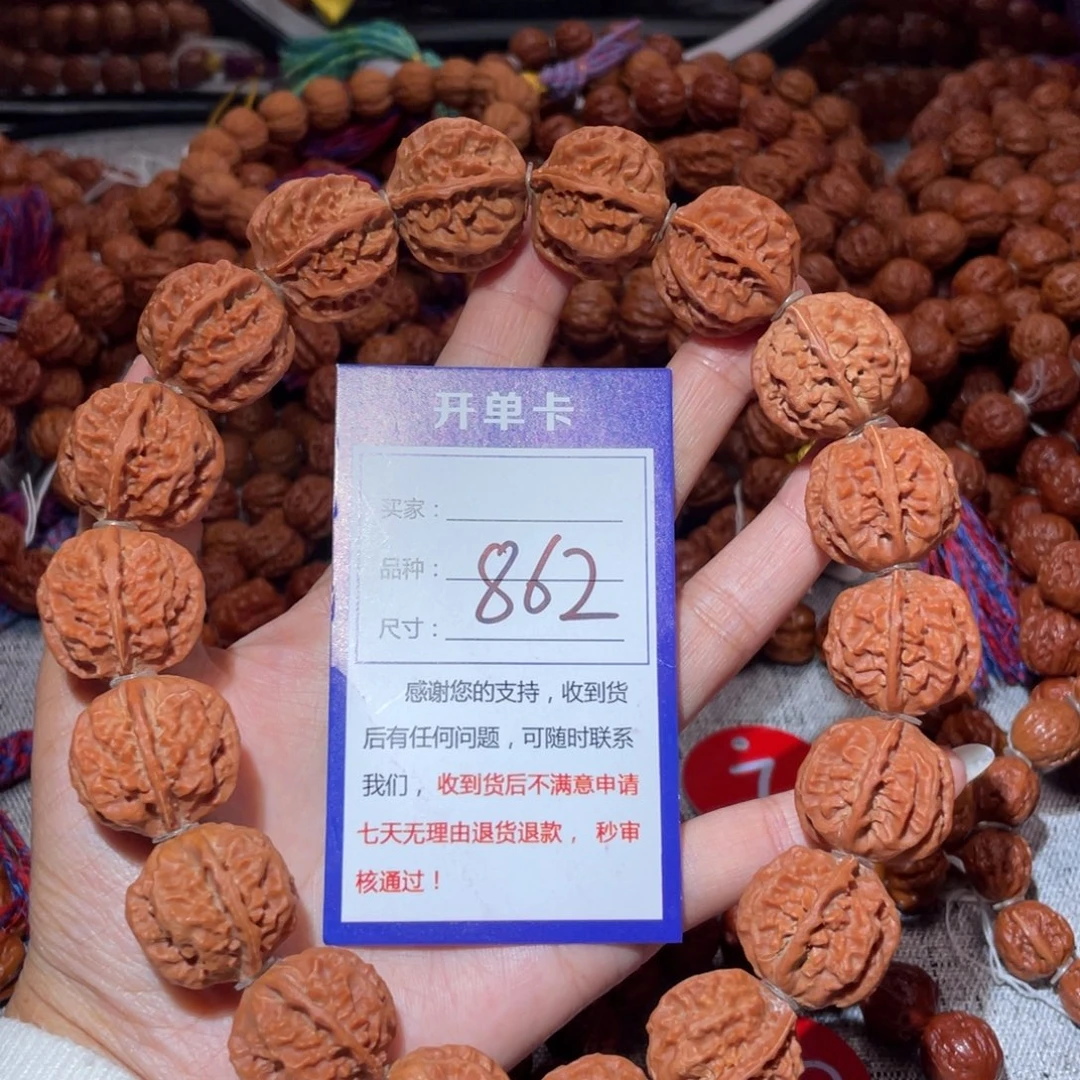 开单卡
买家：
品种：
862
尺寸：
感谢您的支持，收到货
后有任何问题，可随时联系
我们，收到货后不满意申请
七天无理由退货退款，秒审
核通过！